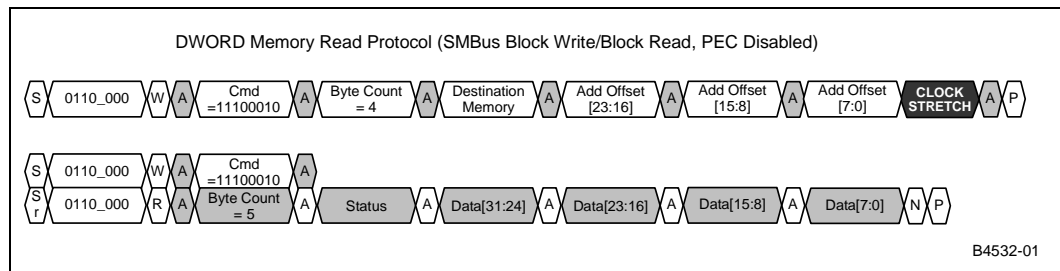 DWORD Memory Read Protocol (SMBus Block Write/Block Read, PEC Disabled)
S 0110_000 W A Cmd =11100010 A Byte Count = 4 A Destination Memory A Add Offset [23:16] A Add Offset [15:8] A Add Offset [7:0] CLOCK STRETCH A P
S 0110_000 W A Cmd =11100010 A
Sr 0110_000 R A Byte Count = 5 A Status A Data[31:24] A Data[23:16] A Data[15:8] A Data[7:0] N P
B4532-01